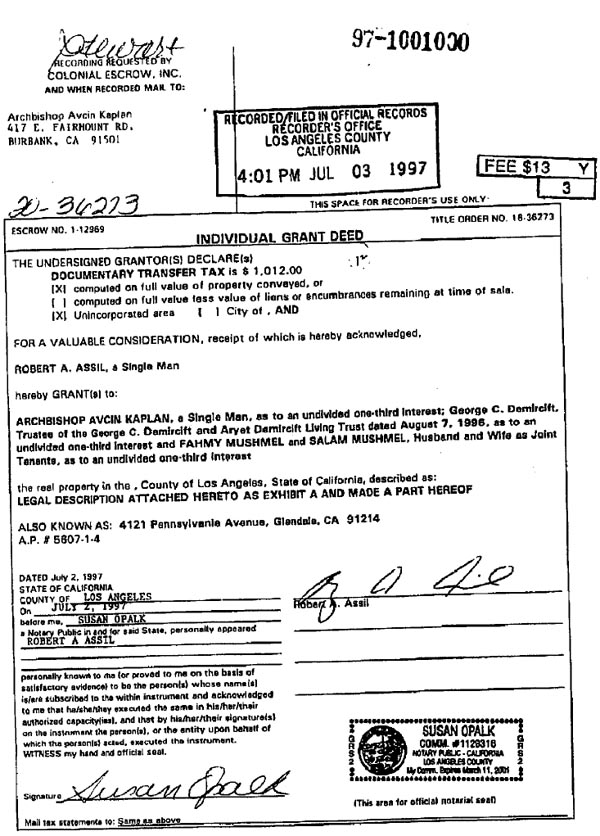 Stewart
97-1001000
RECORDING REQUESTED BY
COLONIAL ESCROW, INC.
AND WHEN RECORDED MAIL TO:
Archbishop Avcin Kaplan
417 E. FAIRMOUNT RD.
BURBANK, CA 91501
RECORDED/FILED IN OFFICIAL RECORDS
RECORDER'S OFFICE
LOS ANGELES COUNTY
CALIFORNIA
4:01 PM JUL 03 1997
FEE $13 Y
3
20-36273
THIS SPACE FOR RECORDER'S USE ONLY:
ESCROW NO. 1-12969
TITLE ORDER NO. 18-36273
INDIVIDUAL GRANT DEED
THE UNDERSIGNED GRANTOR(S) DECLARE(s)
DOCUMENTARY TRANSFER TAX is $ 1,012.00
[X] computed on full value of property conveyed, or
[ ] computed on full value less value of liens or encumbrances remaining at time of sale.
[X] Unincorporated area [ ] City of , AND
FOR A VALUABLE CONSIDERATION, receipt of which is hereby acknowledged,
ROBERT A. ASSIL, a Single Man
hereby GRANT(s) to:
ARCHBISHOP AVCIN KAPLAN, a Single Man, as to an undivided one-third interest; George C. Demircift,
Trustee of the George C. Demircift and Aryet Demircift Living Trust dated August 7, 1996, as to an
undivided one-third interest and FAHMY MUSHMEL and SALAM MUSHMEL, Husband and Wife as Joint
Tenants, as to an undivided one-third interest
the real property in the , County of Los Angeles, State of California, described as:
LEGAL DESCRIPTION ATTACHED HERETO AS EXHIBIT A AND MADE A PART HEREOF
ALSO KNOWN AS: 4121 Pennsylvania Avenue, Glendale, CA 91214
A.P. # 5607-1-4
DATED July 2, 1997
STATE OF CALIFORNIA
COUNTY OF LOS ANGELES
On JULY 2, 1997
before me, SUSAN OPALK
a Notary Public in and for said State, personally appeared
ROBERT A ASSIL
Robert A. Assil
personally known to me (or proved to me on the basis of
satisfactory evidence) to be the person(s) whose name(s)
is/are subscribed to the within instrument and acknowledged
to me that he/she/they executed the same in his/her/their
authorized capacity(ies), and that by his/her/their signature(s)
on the instrument the person(s), or the entity upon behalf of
which the person(s) acted, executed the instrument.
WITNESS my hand and official seal.
Signature Susan Opalk
SUSAN OPALK
COMM. #1129316
NOTARY PUBLIC - CALIFORNIA
LOS ANGELES COUNTY
My Comm. Expires March 11, 2001
(This area for official notarial seal)
Mail tax statements to: Same as above